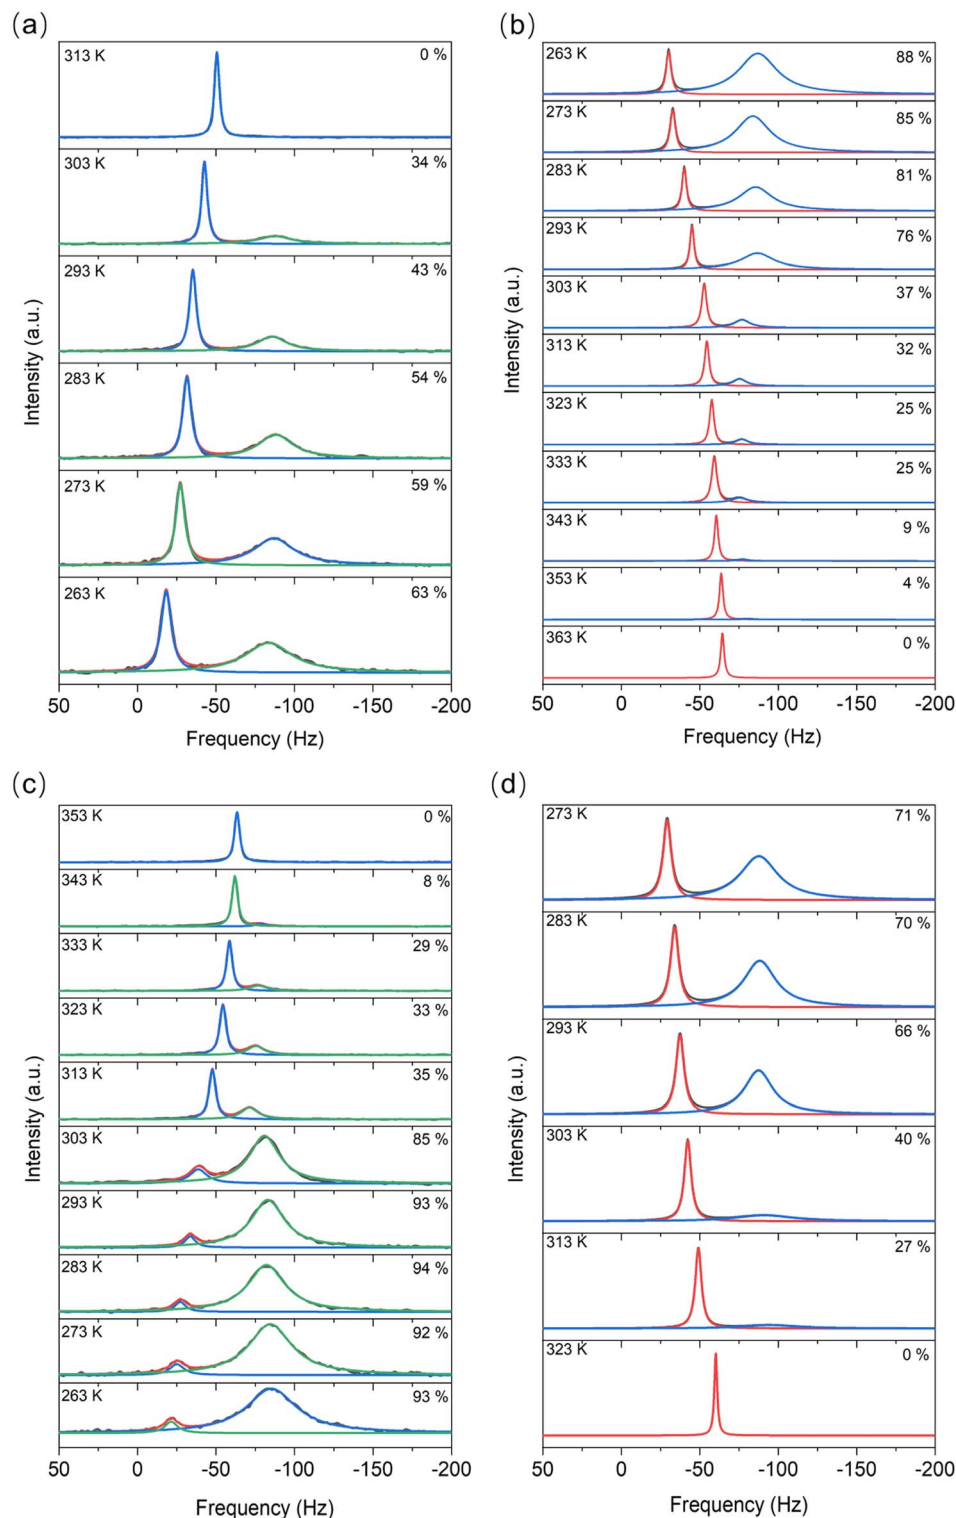 (a)
313 K 0 %
303 K 34 %
293 K 43 %
283 K 54 %
273 K 59 %
263 K 63 %
Intensity (a.u.)
50 0 -50 -100 -150 -200
Frequency (Hz)
(b)
263 K 88 %
273 K 85 %
283 K 81 %
293 K 76 %
303 K 37 %
313 K 32 %
323 K 25 %
333 K 25 %
343 K 9 %
353 K 4 %
363 K 0 %
Intensity (a.u.)
50 0 -50 -100 -150 -200
Frequency (Hz)
(c)
353 K 0 %
343 K 8 %
333 K 29 %
323 K 33 %
313 K 35 %
303 K 85 %
293 K 93 %
283 K 94 %
273 K 92 %
263 K 93 %
Intensity (a.u.)
50 0 -50 -100 -150 -200
Frequency (Hz)
(d)
273 K 71 %
283 K 70 %
293 K 66 %
303 K 40 %
313 K 27 %
323 K 0 %
Intensity (a.u.)
50 0 -50 -100 -150 -200
Frequency (Hz)